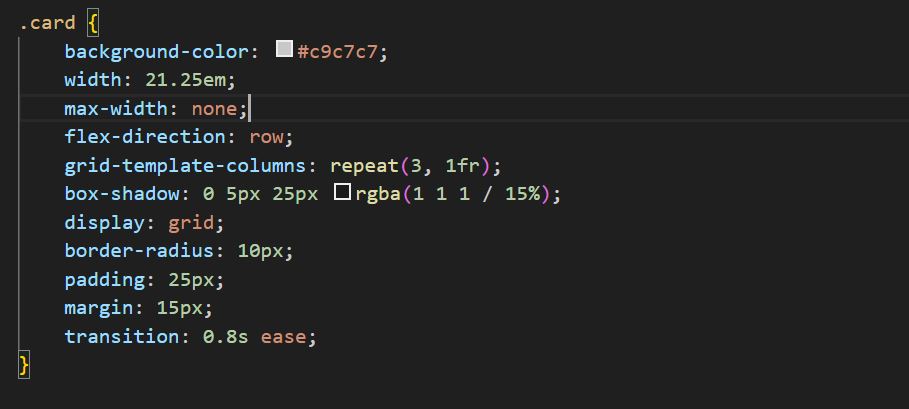 .card {
background-color: #c9c7c7;
width: 21.25em;
max-width: none;
flex-direction: row;
grid-template-columns: repeat(3, 1fr);
box-shadow: 0 5px 25px rgba(1 1 1 / 15%);
display: grid;
border-radius: 10px;
padding: 25px;
margin: 15px;
transition: 0.8s ease;
}